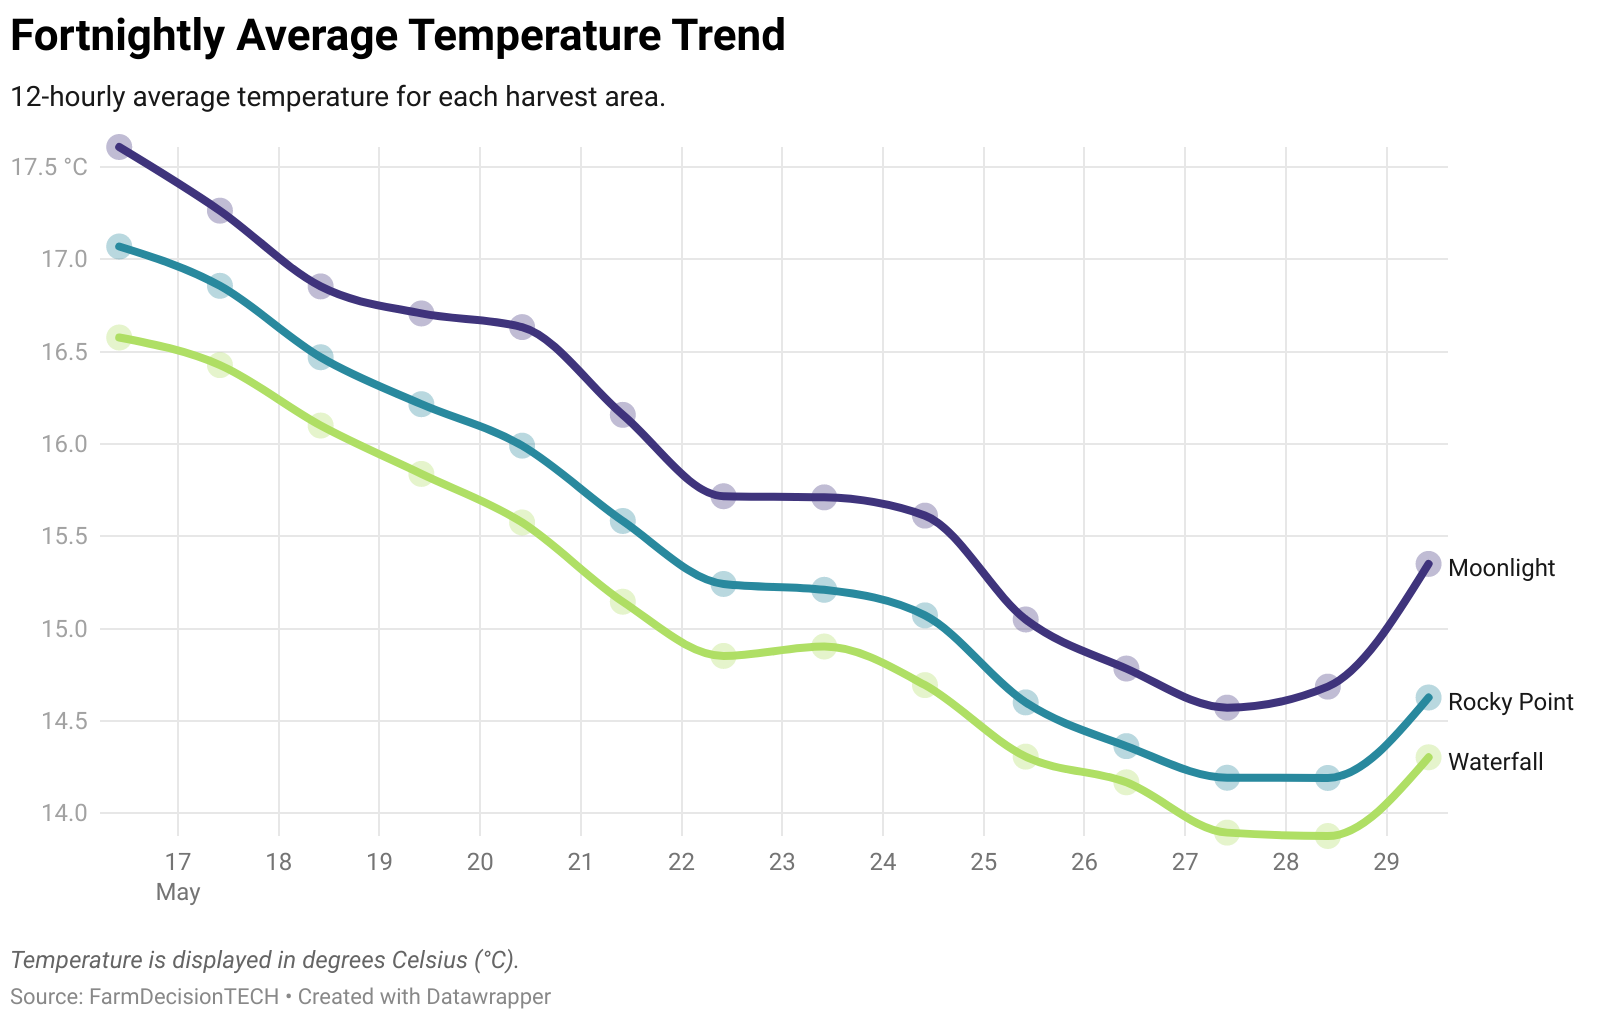 Fortnightly Average Temperature Trend
12-hourly average temperature for each harvest area.
17.5 °C
17.0
16.5
16.0
15.5
15.0
14.5
14.0
Moonlight
Rocky Point
Waterfall
17 18 19 20 21 22 23 24 25 26 27 28 29
May
Temperature is displayed in degrees Celsius (°C).
Source: FarmDecisionTECH • Created with Datawrapper